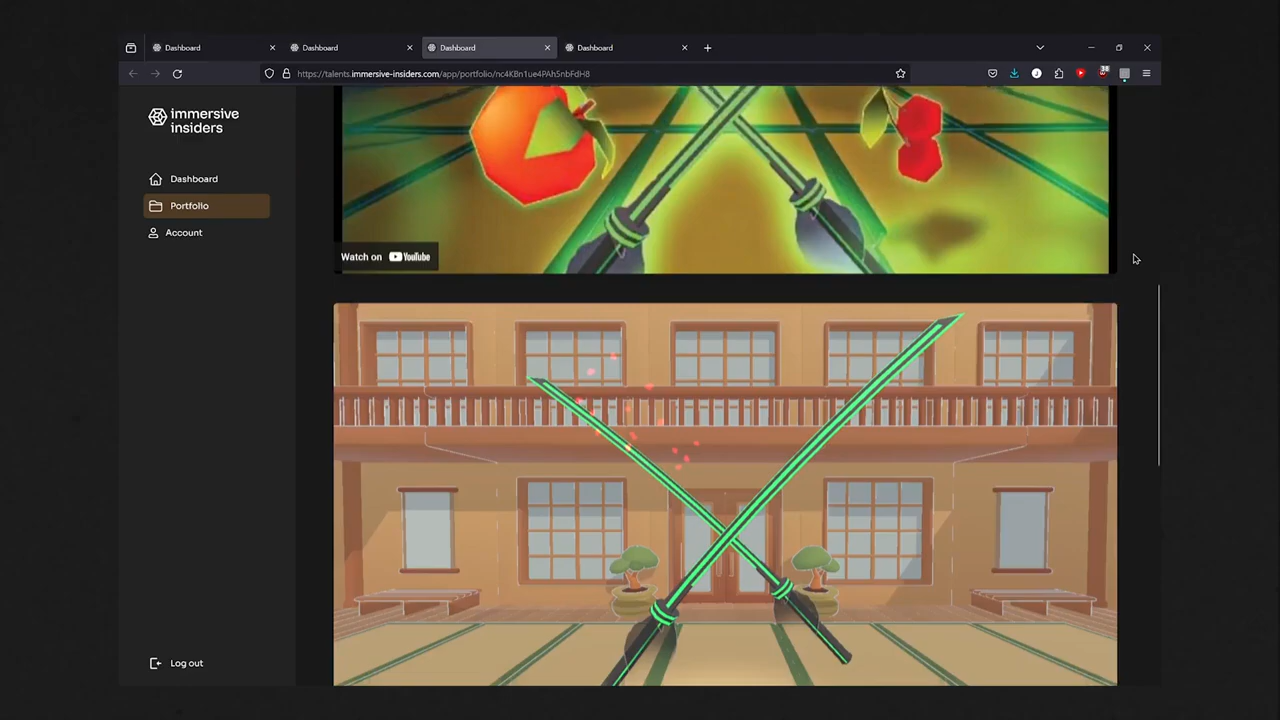 Dashboard
Dashboard
Dashboard
Dashboard
https://talents.immersive-insiders.com/app/portfolio/nc4KBn1ue4PAh5nbFdH8
38
immersive
insiders
Dashboard
Portfolio
Account
Watch on YouTube
Log out